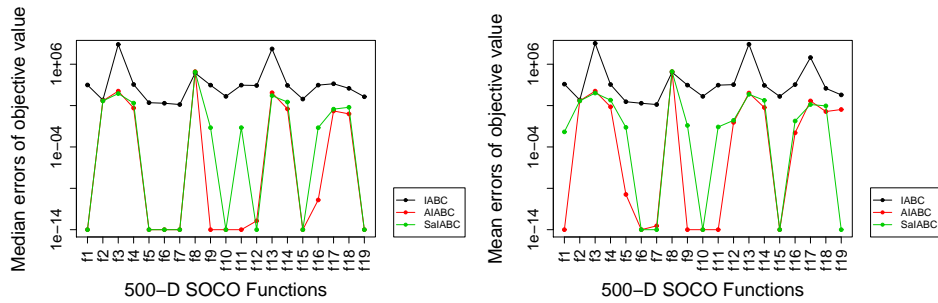 Median errors of objective value
1e+06
1e−04
1e−14
f1 f2 f3 f4 f5 f6 f7 f8 f9 f10 f11 f12 f13 f14 f15 f16 f17 f18 f19
500−D SOCO Functions
IABC
AIABC
SaIABC
Mean errors of objective value
1e+06
1e−04
1e−14
f1 f2 f3 f4 f5 f6 f7 f8 f9 f10 f11 f12 f13 f14 f15 f16 f17 f18 f19
500−D SOCO Functions
IABC
AIABC
SaIABC